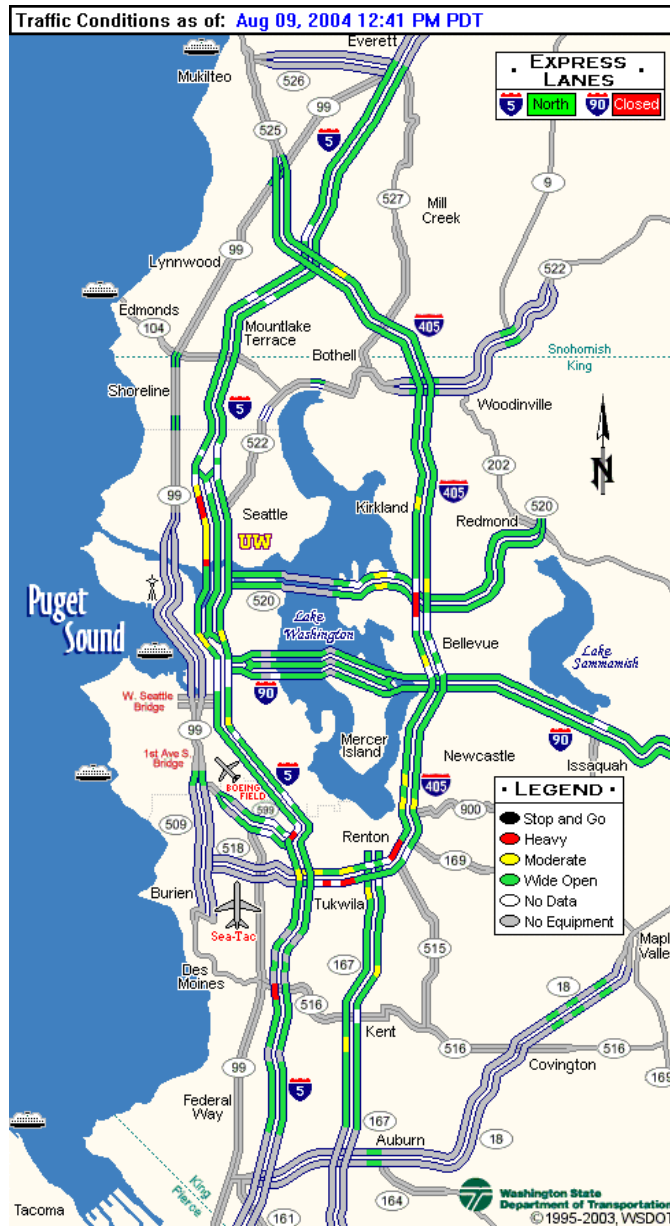 Traffic Conditions as of: Aug 09, 2004 12:41 PM PDT
Everett
Mukilteo
526
· EXPRESS ·
LANES
5 North 90 Closed
99
525
5
9
527
Mill
Creek
99
Lynnwood
522
Edmonds
104
Mountlake
Terrace
405
Bothell
Snohomish
King
Shoreline
5
Woodinville
522
202
N
99
405
Seattle
Kirkland
Redmond
520
UW
Puget
Sound
520
Lake
Washington
Bellevue
Lake
Sammamish
W. Seattle
Bridge
90
99
Mercer
Island
90
1st Ave S.
Bridge
Newcastle
Issaquah
5
405
BOEING
FIELD
599
900
509
518
Renton
169
· LEGEND ·
Stop and Go
Heavy
Moderate
Wide Open
No Data
No Equipment
Burien
Tukwila
Sea-Tac
515
Maple
Valley
Des
Moines
167
18
516
Kent
516
Covington
516
169
99
5
Federal
Way
167
Auburn
18
King
Pierce
164
161
Tacoma
Washington State
Department of Transportation
©1995-2003, WSDOT